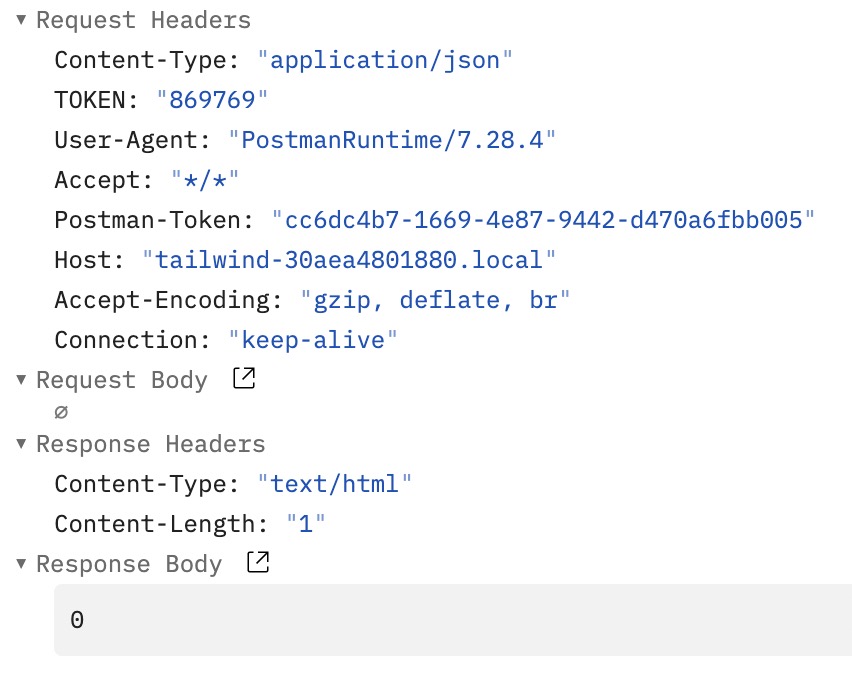 ▼ Request Headers
Content-Type: "application/json"
TOKEN: "869769"
User-Agent: "PostmanRuntime/7.28.4"
Accept: "*/*"
Postman-Token: "cc6dc4b7-1669-4e87-9442-d470a6fbb005"
Host: "tailwind-30aea4801880.local"
Accept-Encoding: "gzip, deflate, br"
Connection: "keep-alive"
▼ Request Body
∅
▼ Response Headers
Content-Type: "text/html"
Content-Length: "1"
▼ Response Body
0